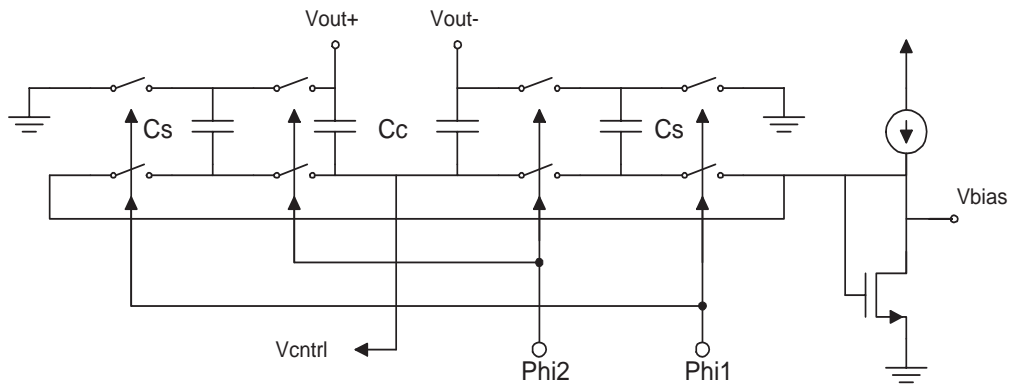 Vout+
Vout-
Cs
Cc
Cs
Vbias
Vcntrl
Phi2
Phi1